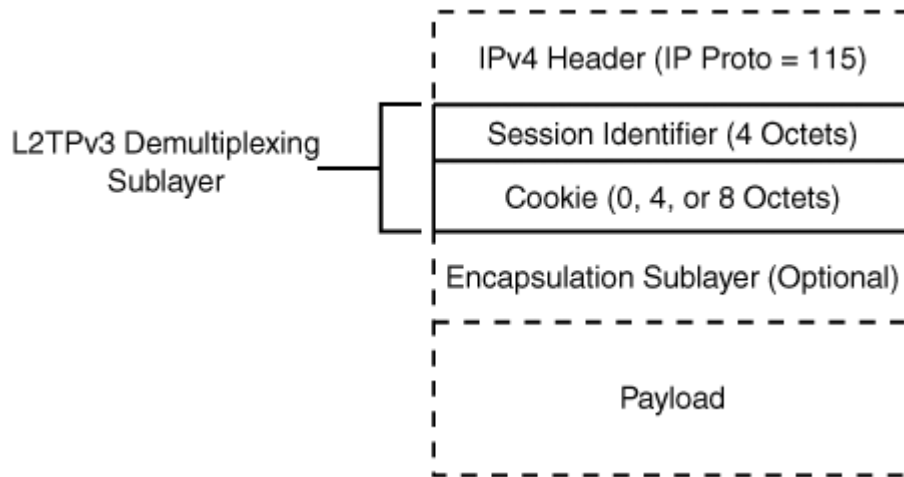 IPv4 Header (IP Proto = 115)
L2TPv3 Demultiplexing
Sublayer
Session Identifier (4 Octets)
Cookie (0, 4, or 8 Octets)
Encapsulation Sublayer (Optional)
Payload